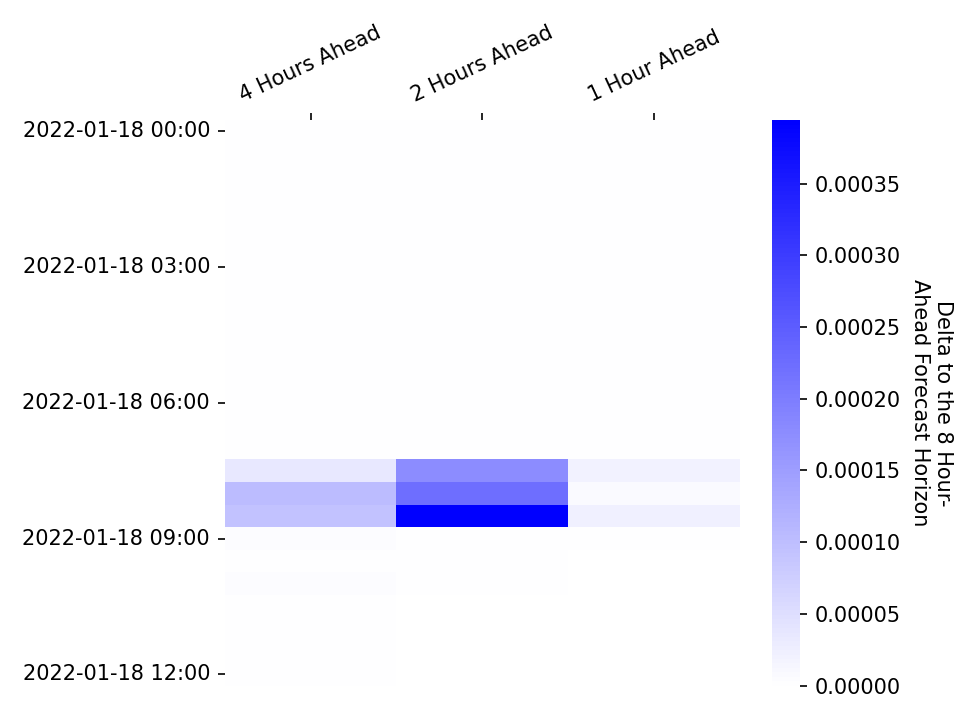 4 Hours Ahead
2 Hours Ahead
1 Hour Ahead
2022-01-18 00:00
2022-01-18 03:00
2022-01-18 06:00
2022-01-18 09:00
2022-01-18 12:00
0.00035
0.00030
0.00025
0.00020
0.00015
0.00010
0.00005
0.00000
Delta to the 8 Hour-
Ahead Forecast Horizon